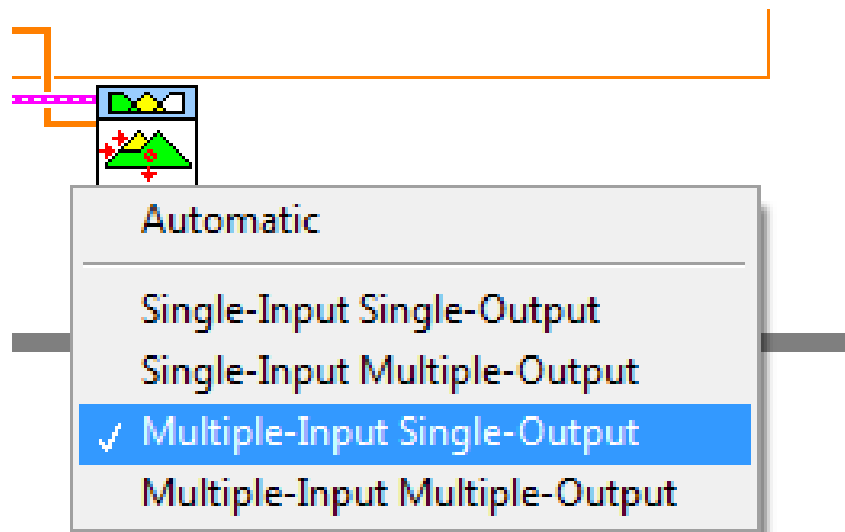 Automatic
Single-Input Single-Output
Single-Input Multiple-Output
Multiple-Input Single-Output
Multiple-Input Multiple-Output